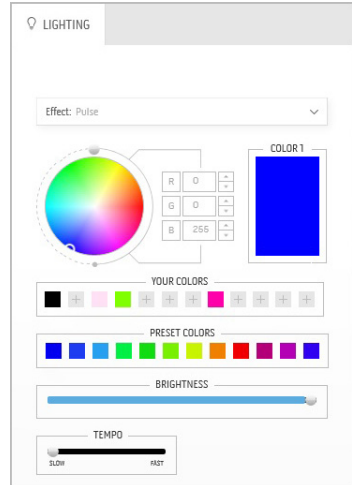 LIGHTING
Effect: Pulse
COLOR 1
R 0
G 0
B 255
YOUR COLORS
PRESET COLORS
BRIGHTNESS
TEMPO
SLOW FAST